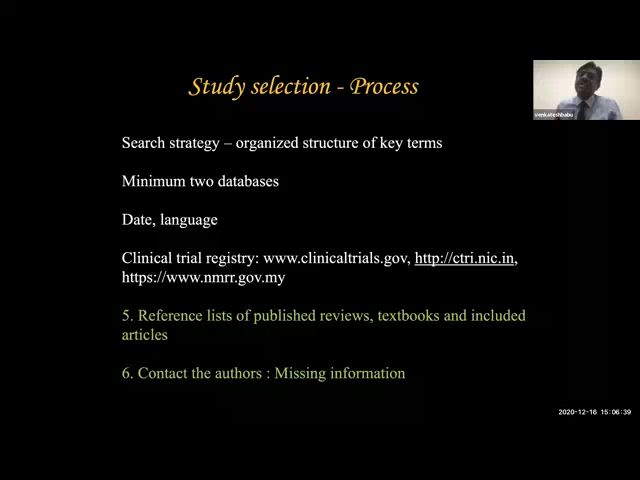 Study selection - Process
venkateshbabu
Search strategy – organized structure of key terms
Minimum two databases
Date, language
Clinical trial registry: www.clinicaltrials.gov, http://ctri.nic.in,
https://www.nmrr.gov.my
5. Reference lists of published reviews, textbooks and included
articles
6. Contact the authors : Missing information
2020-12-16 15:06:39